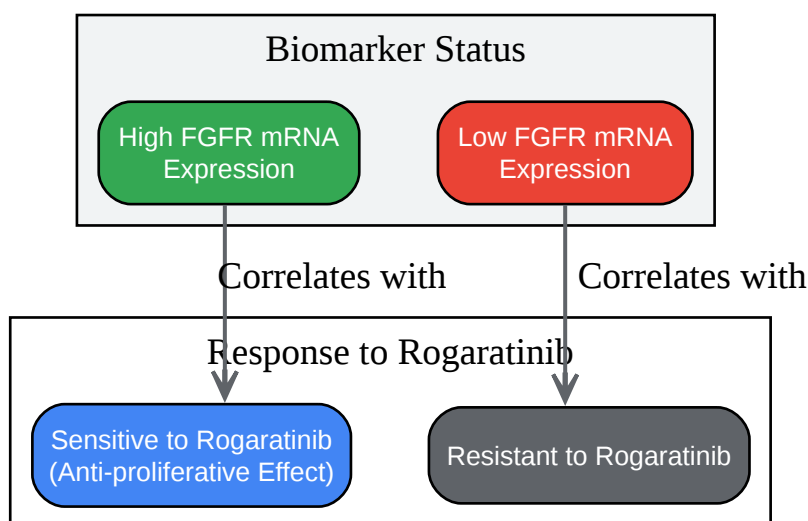 Biomarker Status
High FGFR mRNA
Expression
Low FGFR mRNA
Expression
Correlates with
Correlates with
Response to Rogaratinib
Sensitive to Rogaratinib
(Anti-proliferative Effect)
Resistant to Rogaratinib